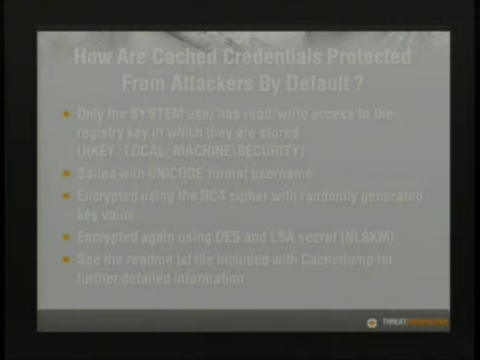 How Are Cached Credentials Protected
From Attackers By Default ?
Only the SYSTEM user has read/write access to the
registry key in which they are stored
(HKEY_LOCAL_MACHINE\SECURITY)
Salted with UNICODE format username
Encrypted using the RC4 cipher with randomly generated
key value
Encrypted again using DES and LSA secret (NL$KM)
See the readme.txt file included with Cachedump for
further detailed information
THREAT